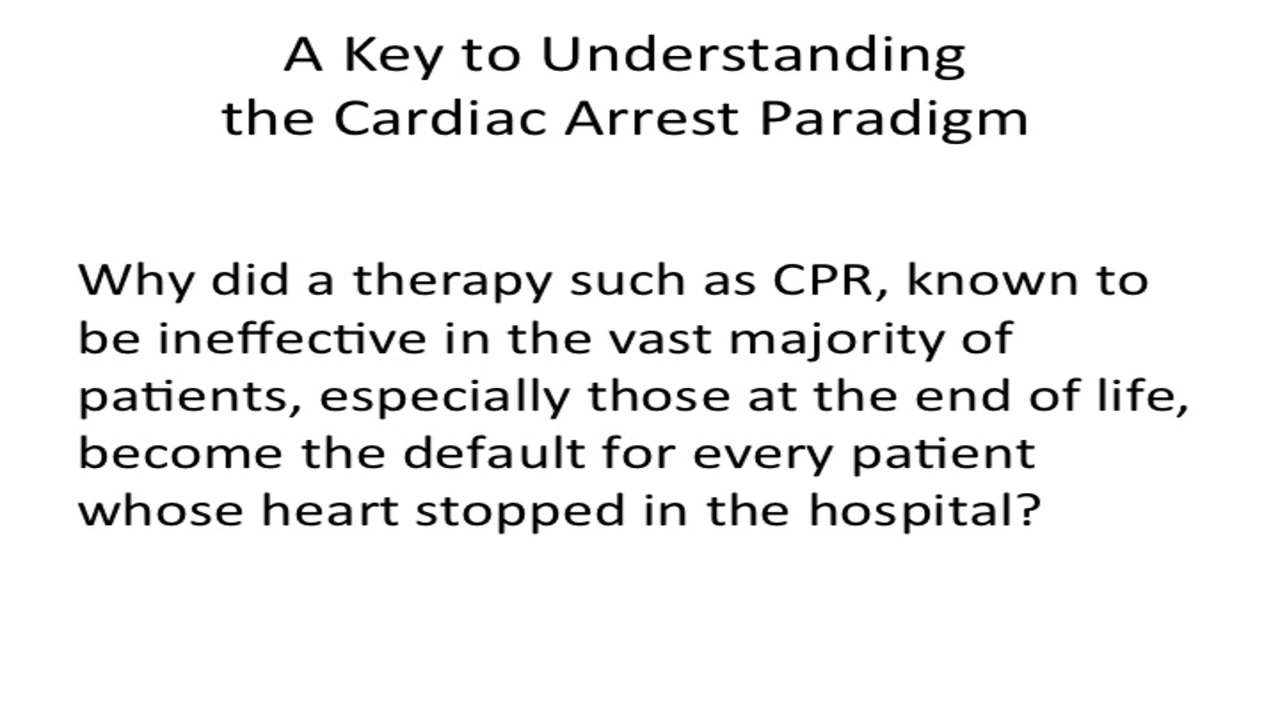 A Key to Understanding
the Cardiac Arrest Paradigm
Why did a therapy such as CPR, known to
be ineffective in the vast majority of
patients, especially those at the end of life,
become the default for every patient
whose heart stopped in the hospital?